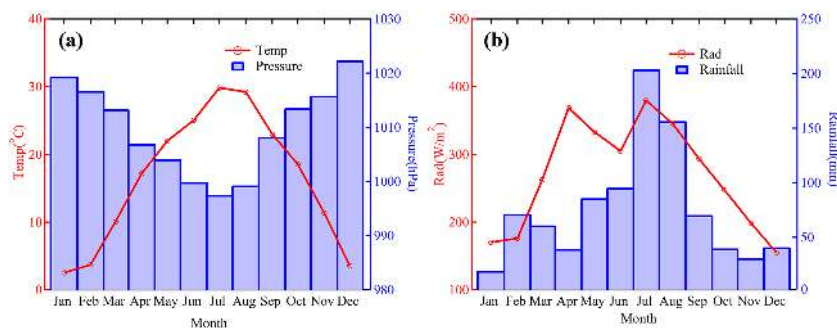 (a)
Temp
Pressure
40
30
20
10
0
Temp(°C)
1030
1020
1010
1000
990
980
Pressure(hPa)
Jan Feb Mar Apr May Jun Jul Aug Sep Oct Nov Dec
Month
(b)
Rad
Rainfall
500
400
300
200
100
Rad(W/m²)
250
200
150
100
50
0
Rainfall(mm)
Jan Feb Mar Apr May Jun Jul Aug Sep Oct Nov Dec
Month